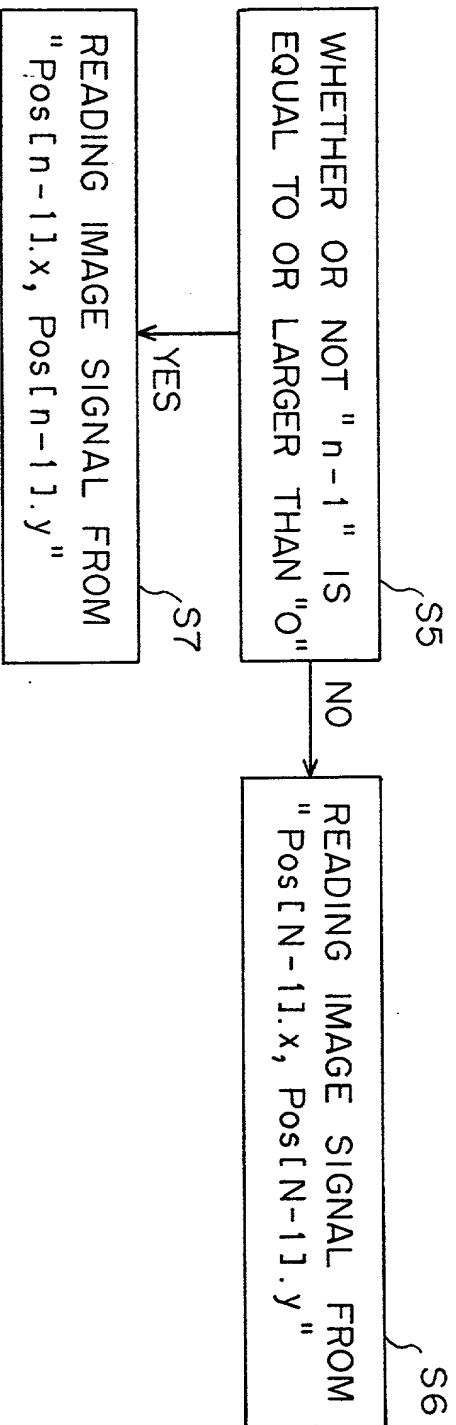 S5
WHETHER OR NOT "n-1" IS
EQUAL TO OR LARGER THAN "0"
NO
S6
READING IMAGE SIGNAL FROM
"Pos[N-1].x, Pos[N-1].y"
YES
S7
READING IMAGE SIGNAL FROM
"Pos[n-1].x, Pos[n-1].y"